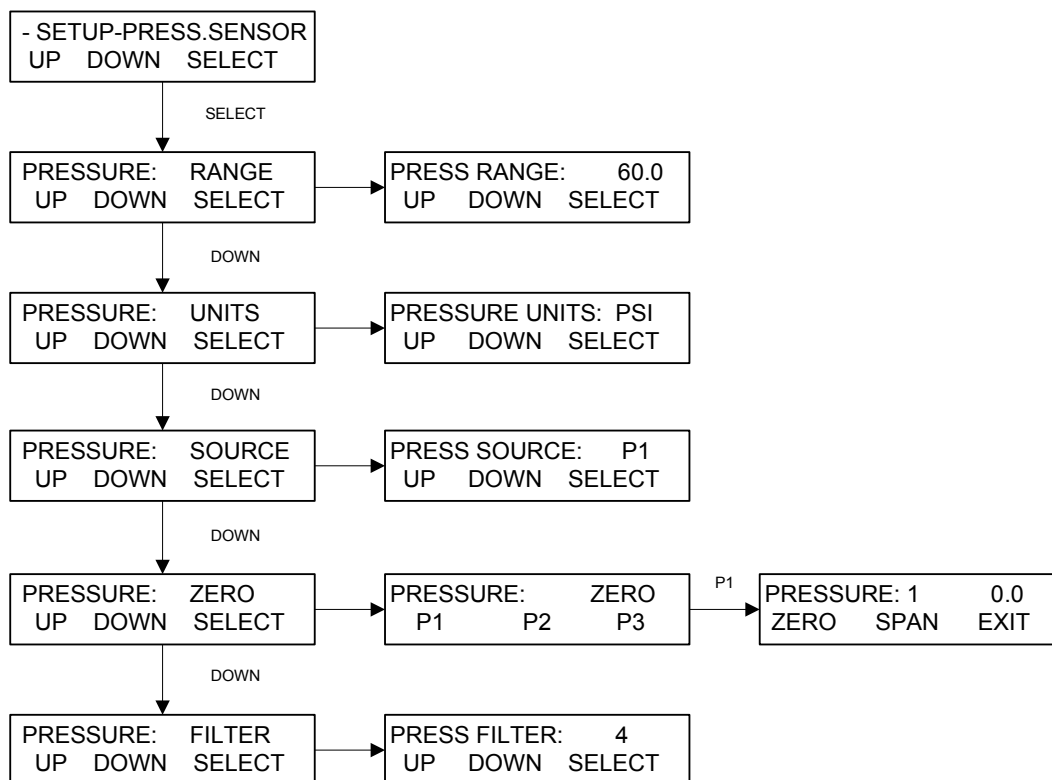 - SETUP-PRESS.SENSOR
UP DOWN SELECT
SELECT
PRESSURE: RANGE
UP DOWN SELECT
PRESS RANGE: 60.0
UP DOWN SELECT
DOWN
PRESSURE: UNITS
UP DOWN SELECT
PRESSURE UNITS: PSI
UP DOWN SELECT
DOWN
PRESSURE: SOURCE
UP DOWN SELECT
PRESS SOURCE: P1
UP DOWN SELECT
DOWN
PRESSURE: ZERO
UP DOWN SELECT
PRESSURE: ZERO
P1 P2 P3
P1
PRESSURE: 1 0.0
ZERO SPAN EXIT
DOWN
PRESSURE: FILTER
UP DOWN SELECT
PRESS FILTER: 4
UP DOWN SELECT